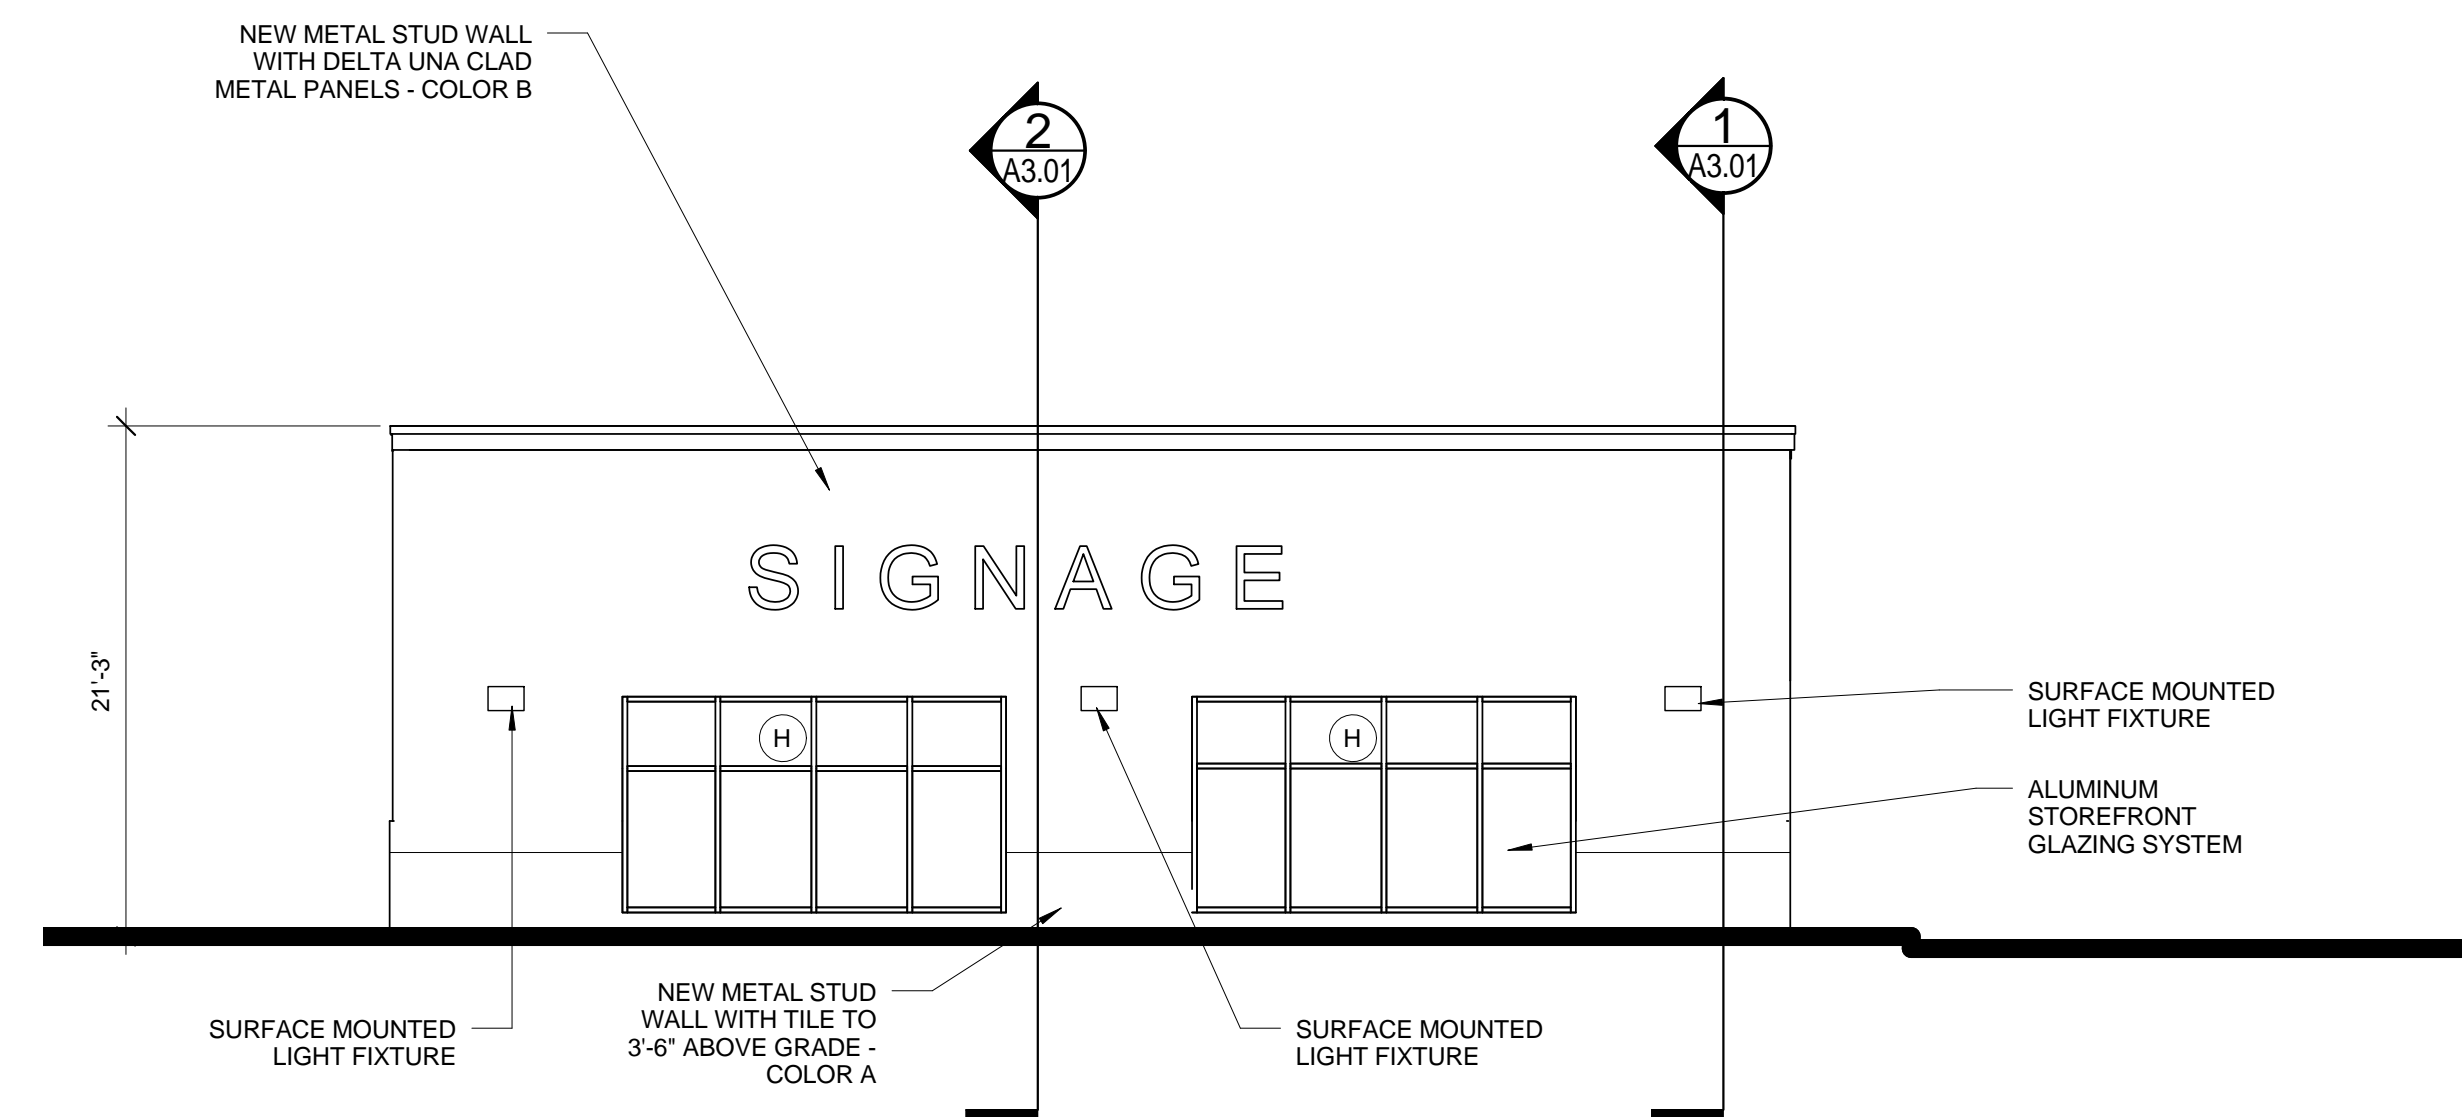 NEW METAL STUD WALL
WITH DELTA UNA CLAD
METAL PANELS - COLOR B
2
A3.01
1
A3.01
SIGNAGE
21'-3"
H
H
SURFACE MOUNTED
LIGHT FIXTURE
ALUMINUM
STOREFRONT
GLAZING SYSTEM
SURFACE MOUNTED
LIGHT FIXTURE
NEW METAL STUD
WALL WITH TILE TO
3'-6" ABOVE GRADE -
COLOR A
SURFACE MOUNTED
LIGHT FIXTURE